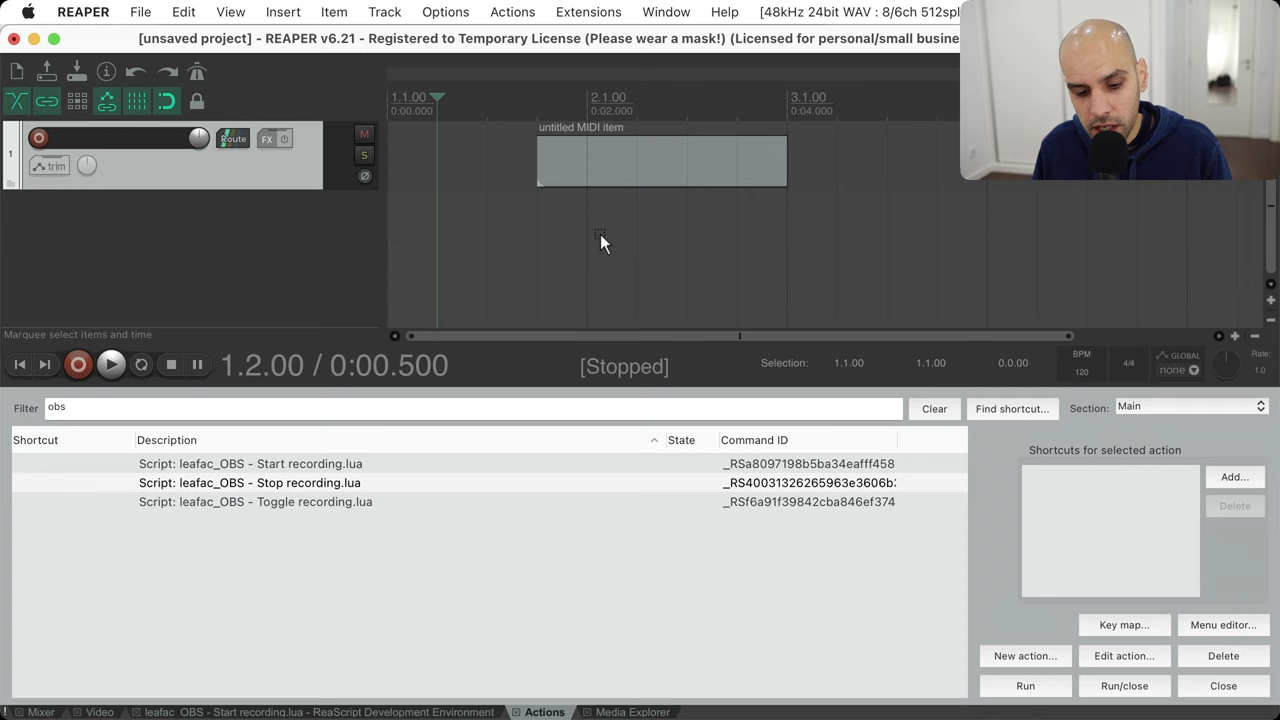 REAPER File Edit View Insert Item Track Options Actions Extensions Window Help [48kHz 24bit WAV : 8/6ch 512spl
[unsaved project] - REAPER v6.21 - Registered to Temporary License (Please wear a mask!) (Licensed for personal/small busine
1.1.00 2.1.00 3.1.00
0:00.000 0:02.000 0:04.000
untitled MIDI item
1 Route FX M
trim S
Marquee select items and time
1.2.00 / 0:00.500 [Stopped] Selection: 1.1.00 1.1.00 0.0.00 BPM 120 4/4 GLOBAL none Rate: 1.0
Filter obs Clear Find shortcut... Section: Main
Shortcut Description State Command ID
Shortcuts for selected action
Script: leafac_OBS - Start recording.lua _RSa8097198b5ba34eafff458
Script: leafac_OBS - Stop recording.lua _RS40031326265963e3606b
Script: leafac_OBS - Toggle recording.lua _RSf6a91f39842cba846ef374
Add...
Delete
Key map... Menu editor...
New action... Edit action... Delete
Run Run/close Close
! Mixer Video leafac_OBS - Start recording.lua - ReaScript Development Environment Actions Media Explorer